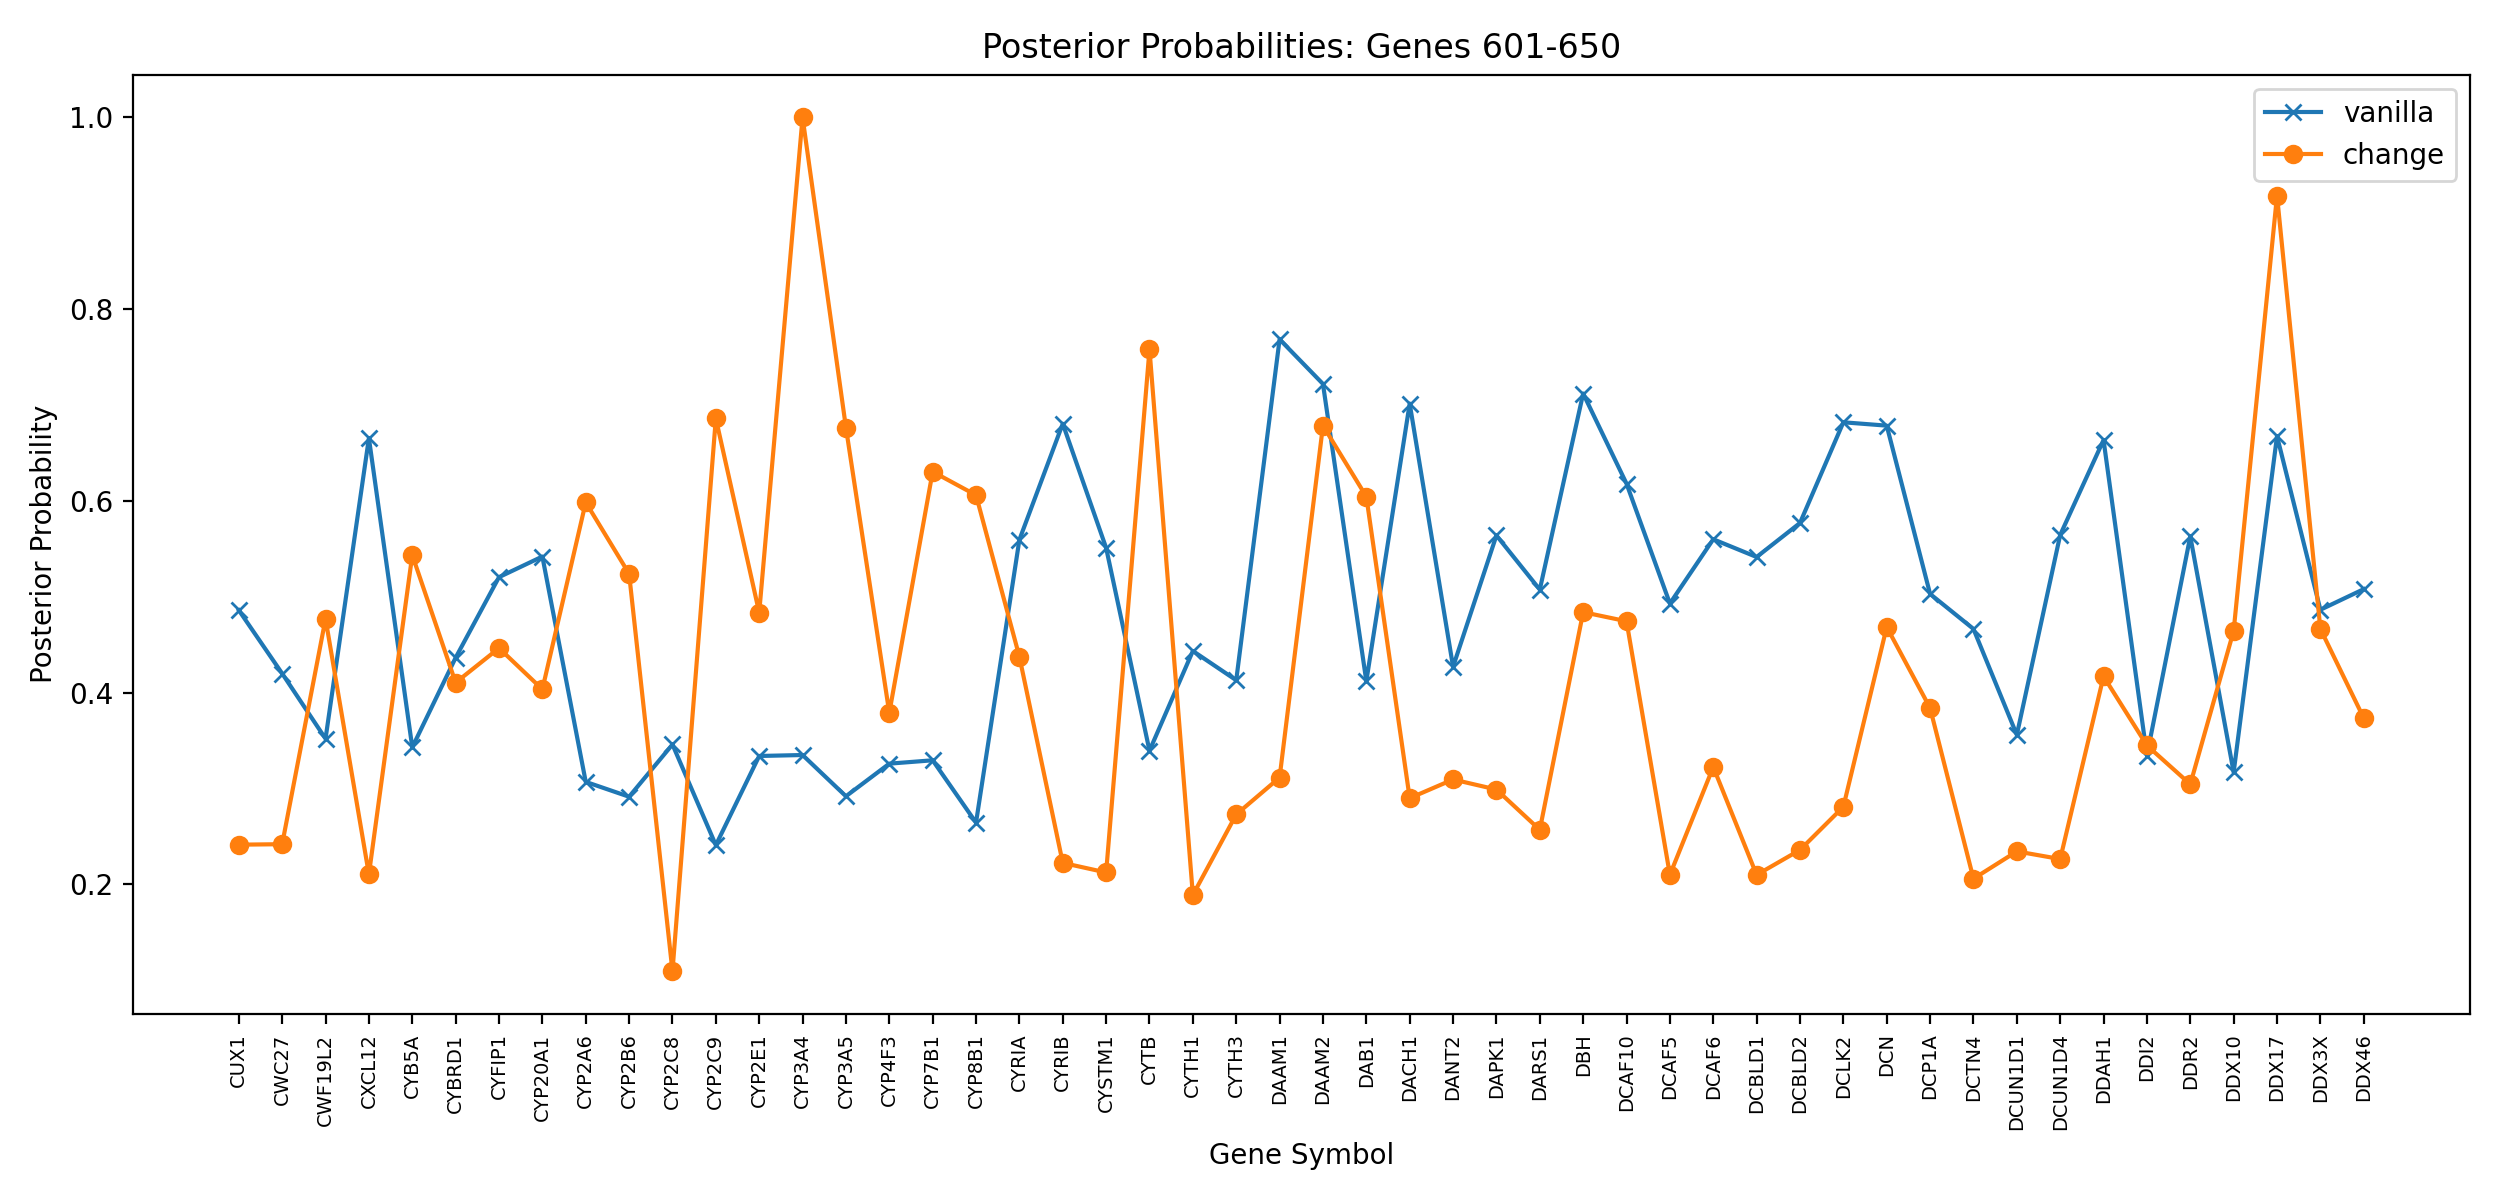 Posterior Probabilities: Genes 601-650
vanilla
change
Posterior Probability
1.0
0.8
0.6
0.4
0.2
CUX1
CWC27
CWF19L2
CXCL12
CYB5A
CYBRD1
CYFIP1
CYP20A1
CYP2A6
CYP2B6
CYP2C8
CYP2C9
CYP2E1
CYP3A4
CYP3A5
CYP4F3
CYP7B1
CYP8B1
CYRIA
CYRIB
CYSTM1
CYTB
CYTH1
CYTH3
DAAM1
DAAM2
DAB1
DACH1
DANT2
DAPK1
DARS1
DBH
DCAF10
DCAF5
DCAF6
DCBLD1
DCBLD2
DCLK2
DCN
DCP1A
DCTN4
DCUN1D1
DCUN1D4
DDAH1
DDI2
DDR2
DDX10
DDX17
DDX3X
DDX46
Gene Symbol